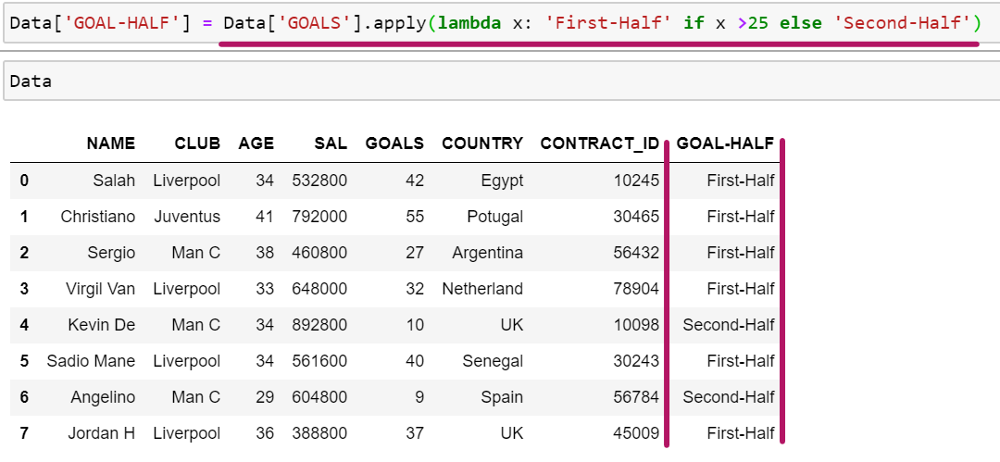 Data['GOAL-HALF'] = Data['GOALS'].apply(lambda x: 'First-Half' if x >25 else 'Second-Half')
Data
NAME CLUB AGE SAL GOALS COUNTRY CONTRACT_ID GOAL-HALF
0 Salah Liverpool 34 532800 42 Egypt 10245 First-Half
1 Christiano Juventus 41 792000 55 Potugal 30465 First-Half
2 Sergio Man C 38 460800 27 Argentina 56432 First-Half
3 Virgil Van Liverpool 33 648000 32 Netherland 78904 First-Half
4 Kevin De Man C 34 892800 10 UK 10098 Second-Half
5 Sadio Mane Liverpool 34 561600 40 Senegal 30243 First-Half
6 Angelino Man C 29 604800 9 Spain 56784 Second-Half
7 Jordan H Liverpool 36 388800 37 UK 45009 First-Half